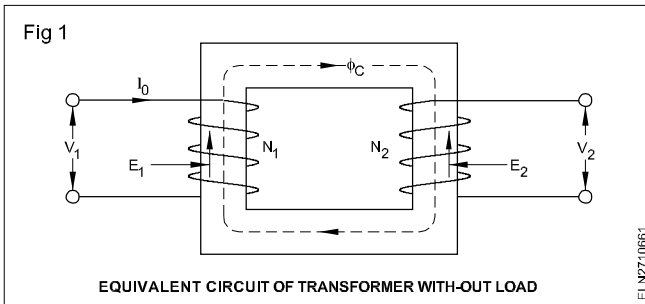 Fig 1
I0
ϕC
V1
E1
N1
N2
E2
V2
EQUIVALENT CIRCUIT OF TRANSFORMER WITH-OUT LOAD
ELN2710661